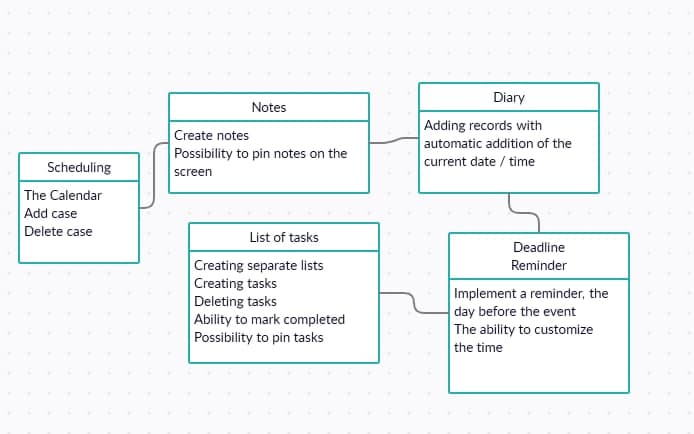 Scheduling
The Calendar
Add case
Delete case
Notes
Create notes
Possibility to pin notes on the
screen
Diary
Adding records with
automatic addition of the
current date / time
List of tasks
Creating separate lists
Creating tasks
Deleting tasks
Ability to mark completed
Possibility to pin tasks
Deadline
Reminder
Implement a reminder, the
day before the event
The ability to customize
the time